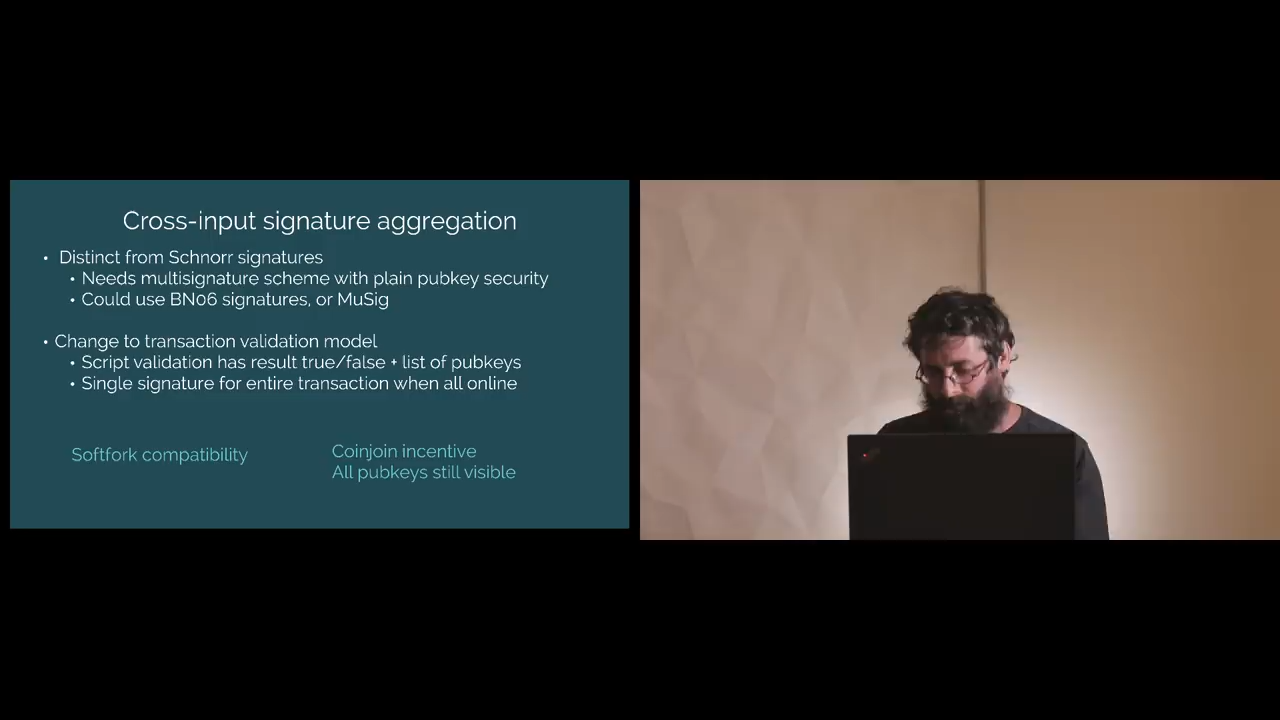 Cross-input signature aggregation
• Distinct from Schnorr signatures
• Needs multisignature scheme with plain pubkey security
• Could use BN06 signatures, or MuSig
• Change to transaction validation model
• Script validation has result true/false + list of pubkeys
• Single signature for entire transaction when all online
Softfork compatibility
Coinjoin incentive
All pubkeys still visible